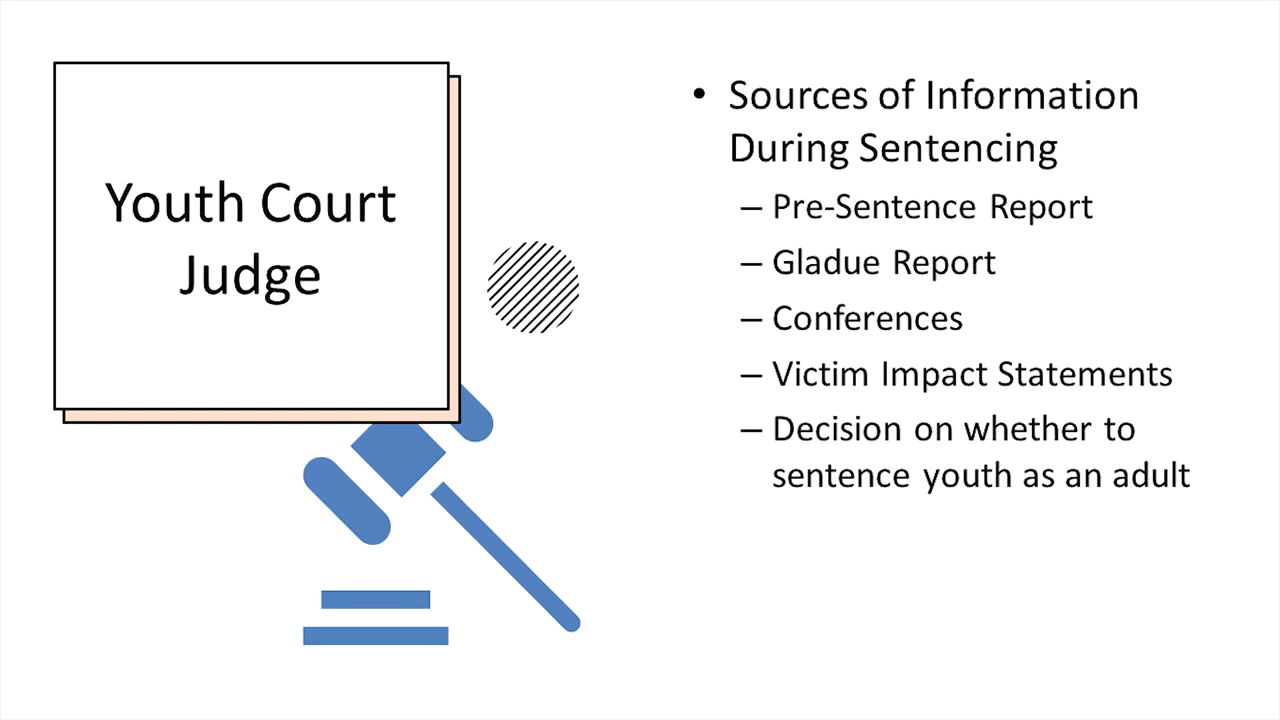 Youth Court
Judge
• Sources of Information
During Sentencing
– Pre-Sentence Report
– Gladue Report
– Conferences
– Victim Impact Statements
– Decision on whether to
sentence youth as an adult